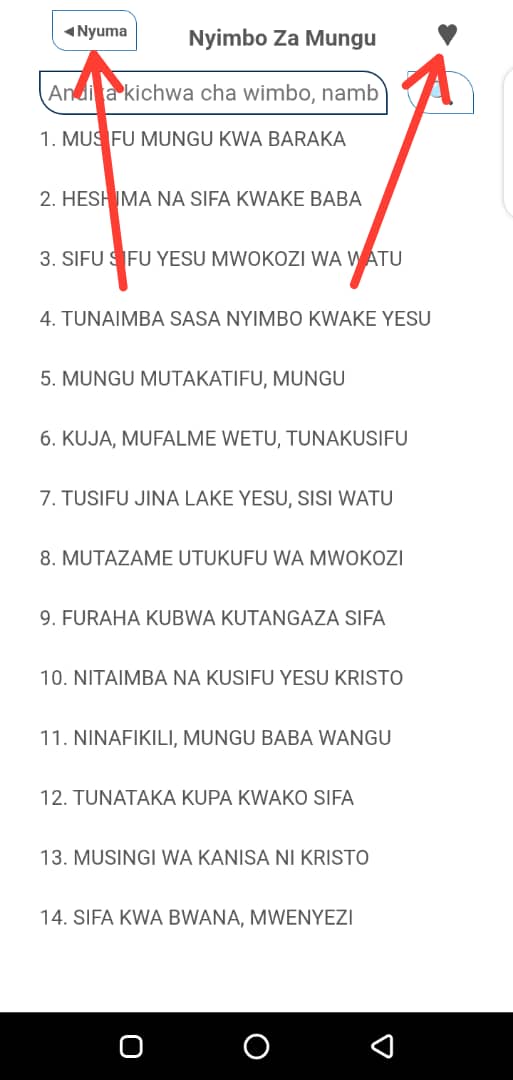 ◄Nyuma
Nyimbo Za Mungu
Andika kichwa cha wimbo, namb
1. MUSIFU MUNGU KWA BARAKA
2. HESHIMA NA SIFA KWAKE BABA
3. SIFU SIFU YESU MWOKOZI WA WATU
4. TUNAIMBA SASA NYIMBO KWAKE YESU
5. MUNGU MUTAKATIFU, MUNGU
6. KUJA, MUFALME WETU, TUNAKUSIFU
7. TUSIFU JINA LAKE YESU, SISI WATU
8. MUTAZAME UTUKUFU WA MWOKOZI
9. FURAHA KUBWA KUTANGAZA SIFA
10. NITAIMBA NA KUSIFU YESU KRISTO
11. NINAFIKILI, MUNGU BABA WANGU
12. TUNATAKA KUPA KWAKO SIFA
13. MUSINGI WA KANISA NI KRISTO
14. SIFA KWA BWANA, MWENYEZI